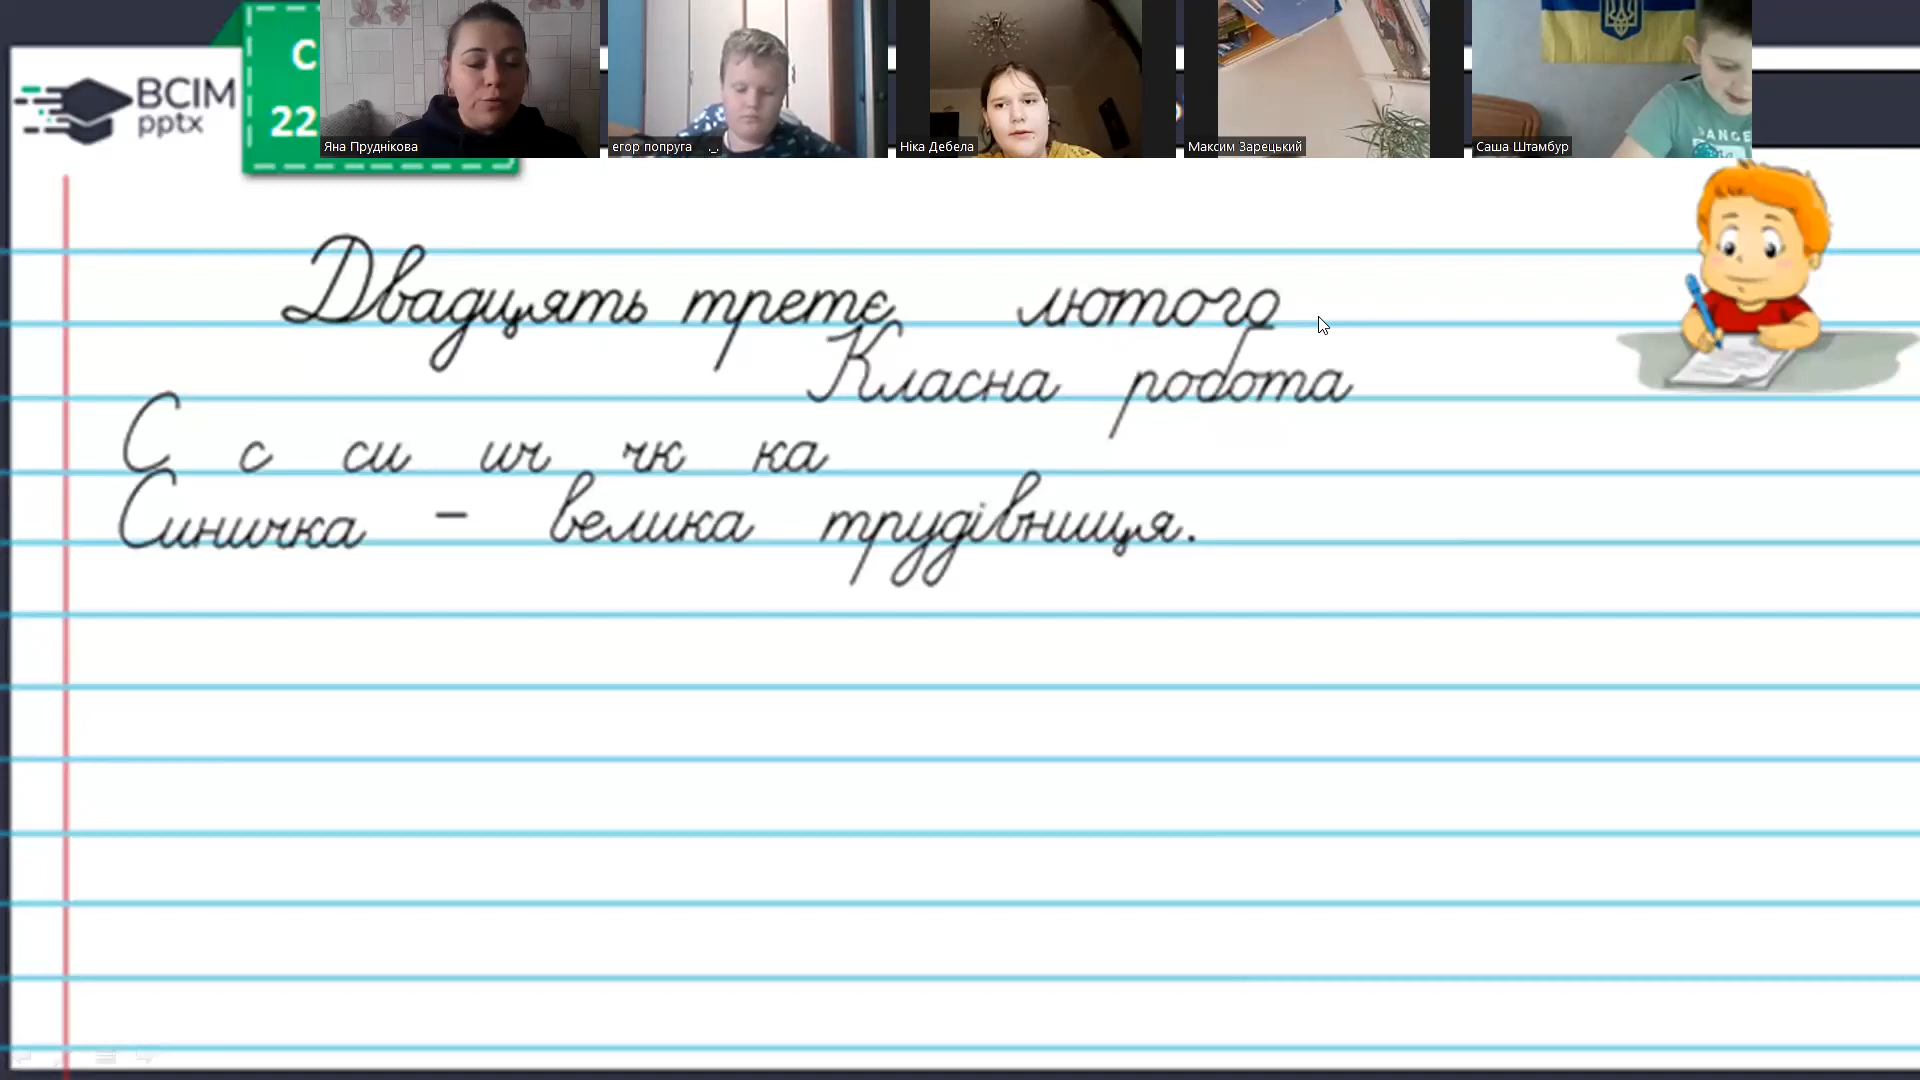 BCIM
pptx
С
22
Яна Пруднікова
егор попруга ._.
Ніка Дебела
Максим Зарецький
Саша Штамбур
Двадцять третє лютого
Класна робота
С с си ич чк ка
Синичка – велика трудівниця.